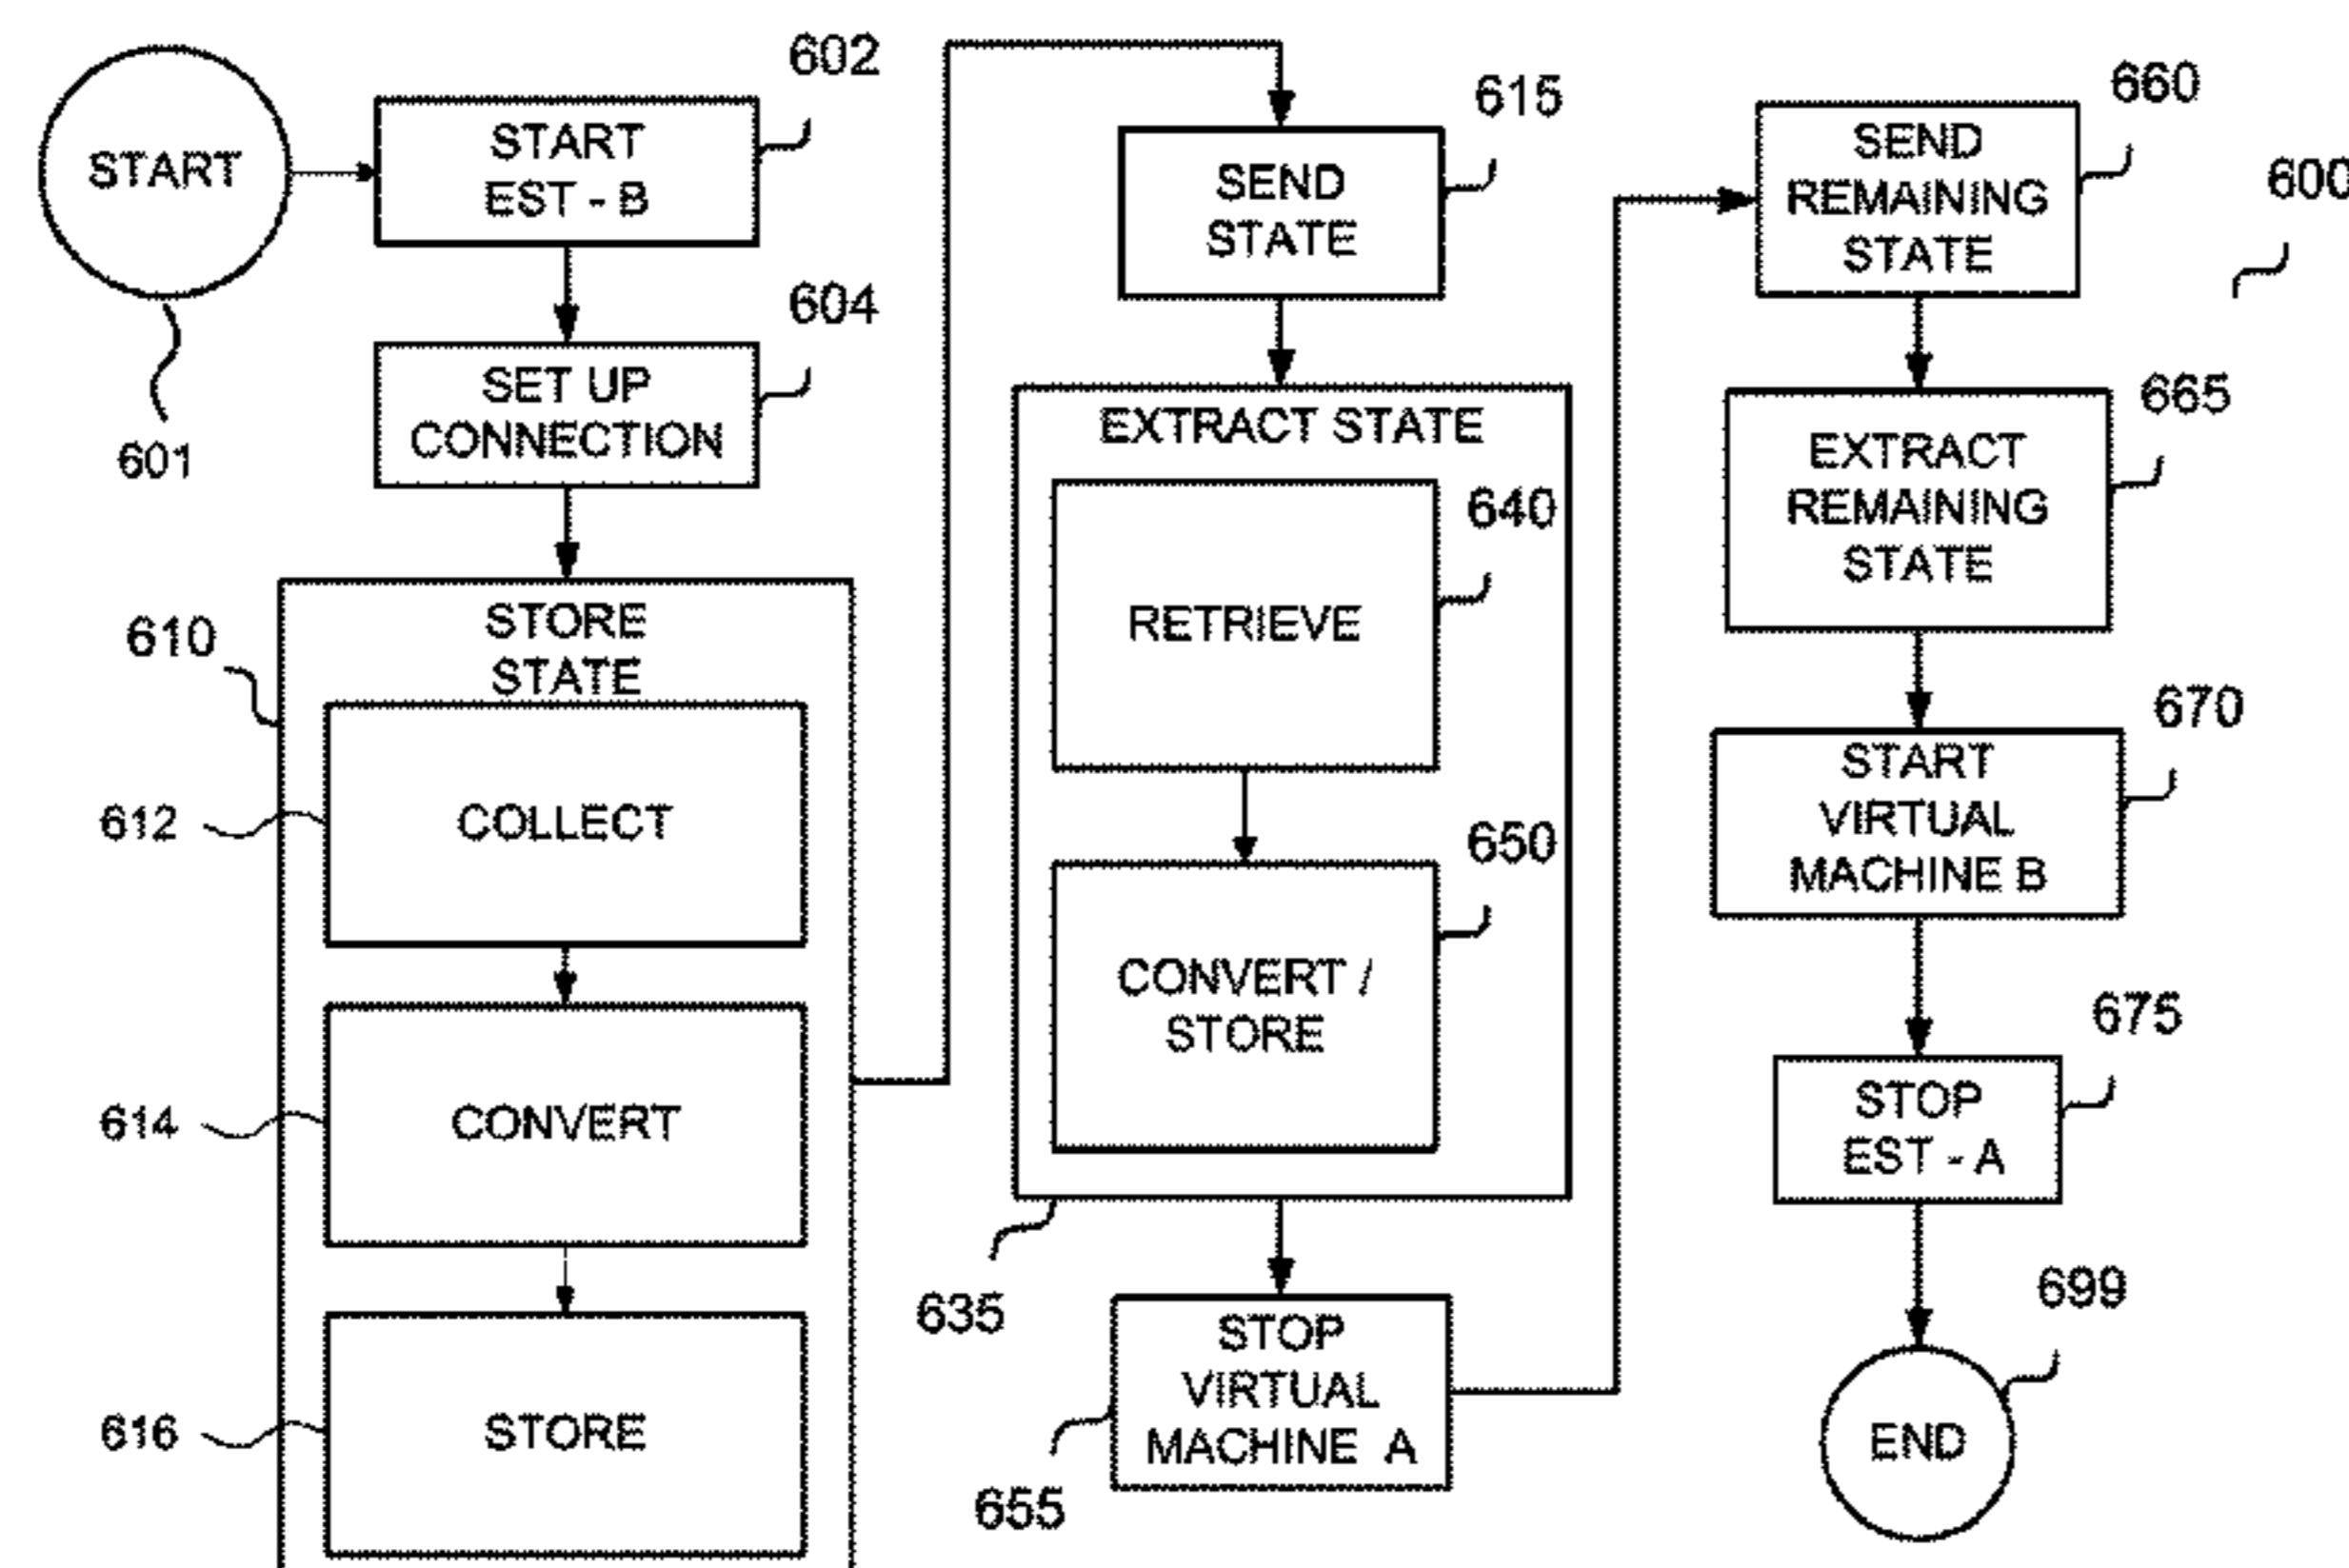 START
601
602
START
EST - B
604
SET UP
CONNECTION
610
STORE
STATE
612
COLLECT
614
CONVERT
616
STORE
615
SEND
STATE
EXTRACT STATE
640
RETRIEVE
650
CONVERT /
STORE
635
STOP
VIRTUAL
MACHINE A
655
660
SEND
REMAINING
STATE
600
665
EXTRACT
REMAINING
STATE
670
START
VIRTUAL
MACHINE B
675
STOP
EST - A
699
END